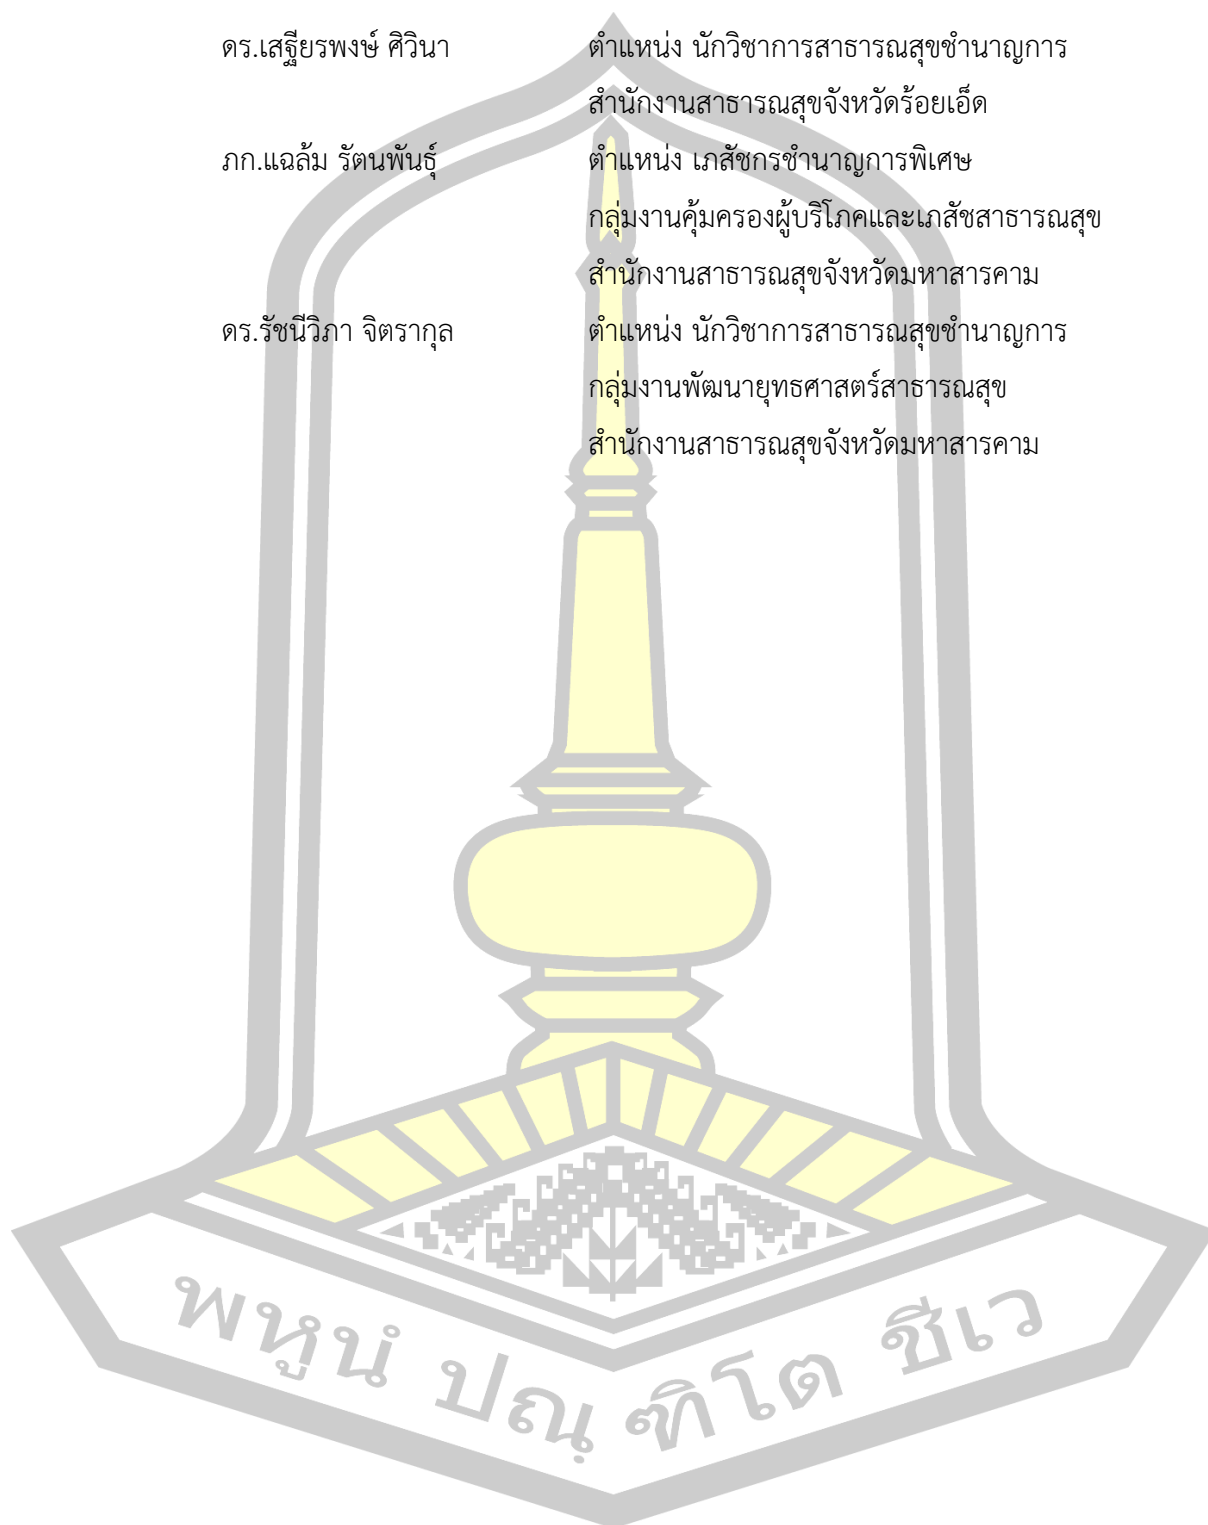 ดร.เสฐียรพงษ์ ศิวินา ตำแหน่ง นักวิชาการสาธารณสุขชำนาญการ
สำนักงานสาธารณสุขจังหวัดร้อยเอ็ด
ภก.แฉล้ม รัตนพันธุ์ ตำแหน่ง เภสัชกรชำนาญการพิเศษ
กลุ่มงานคุ้มครองผู้บริโภคและเภสัชสาธารณสุข
สำนักงานสาธารณสุขจังหวัดมหาสารคาม
ดร.รัชนีวิภา จิตรากุล ตำแหน่ง นักวิชาการสาธารณสุขชำนาญการ
กลุ่มงานพัฒนายุทธศาสตร์สาธารณสุข
สำนักงานสาธารณสุขจังหวัดมหาสารคาม
พหูนํ ปณฺฑิโต ชีเว